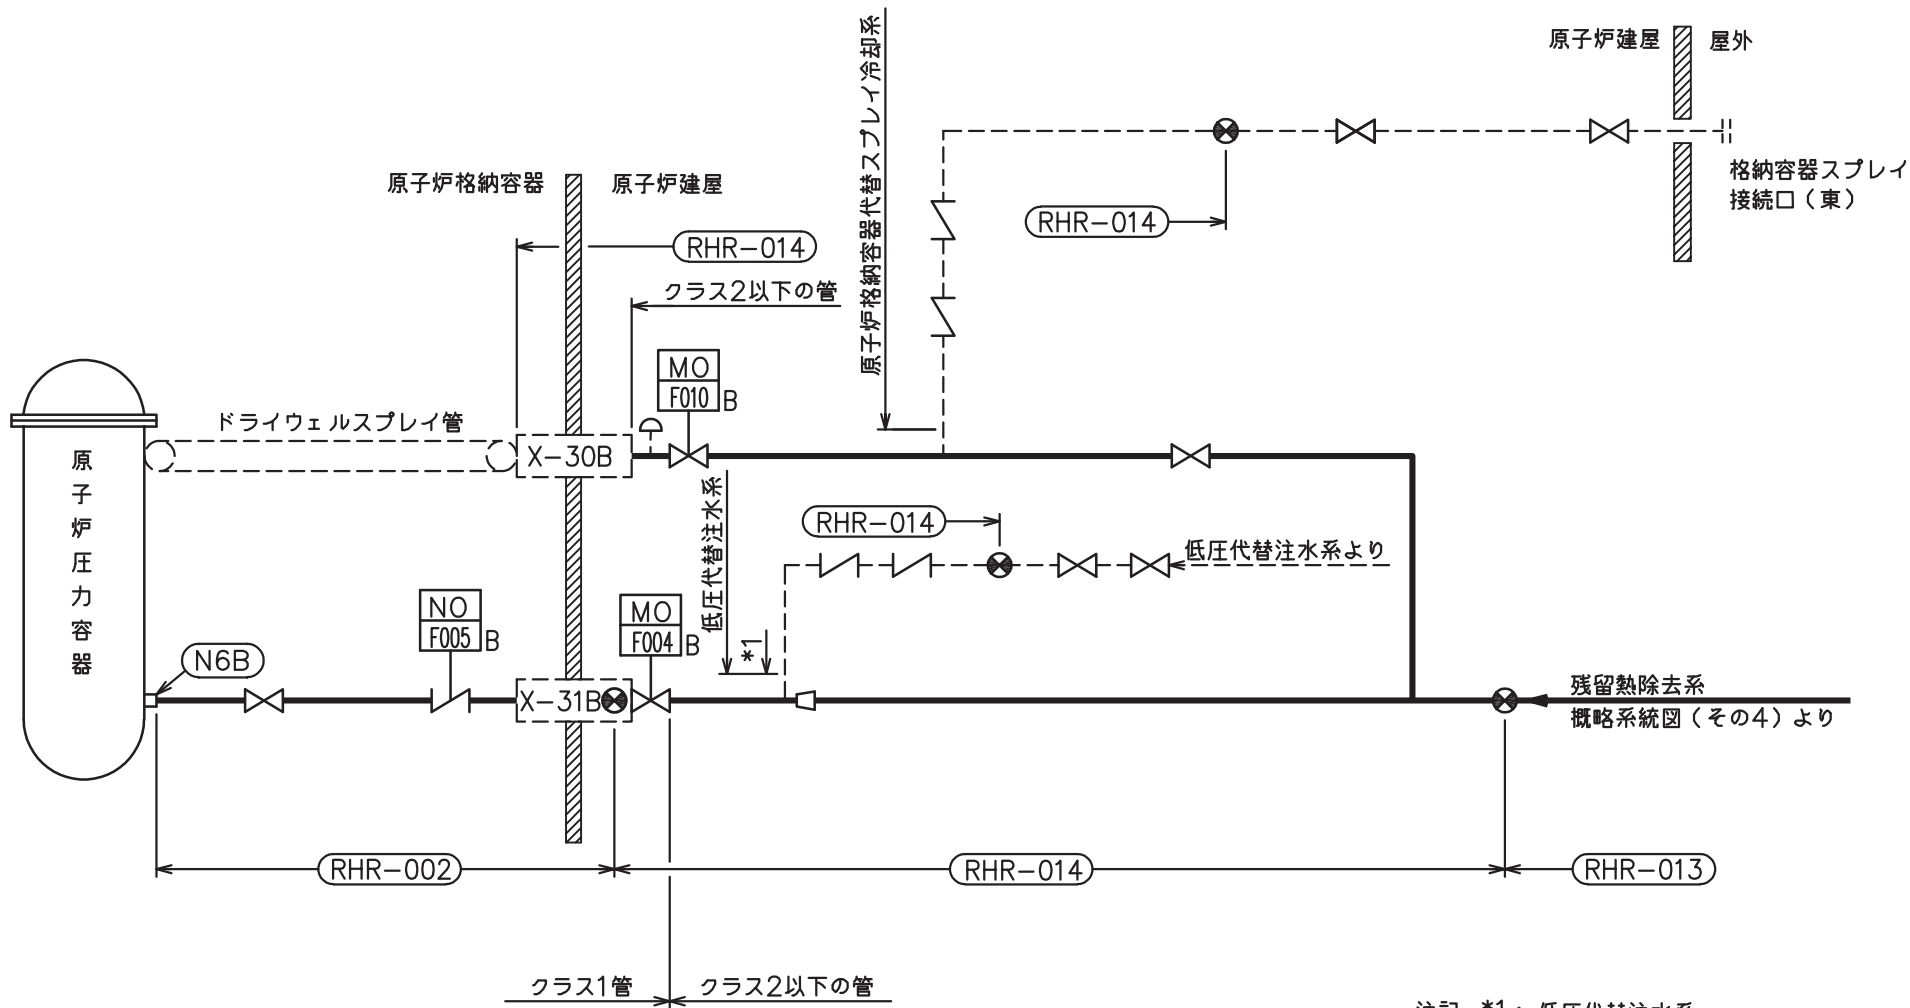 原子炉建屋
屋外
原子炉格納容器代替スプレイ冷却系
格納容器スプレイ
接続口（東）
原子炉格納容器
原子炉建屋
RHR-014
RHR-014
クラス2以下の管
MO
F010
B
ドライウェルスプレイ管
X-30B
原子炉圧力容器
低圧代替注水系
RHR-014
低圧代替注水系より
NO
F005
B
MO
F004
B
*1
N6B
X-31B
残留熱除去系
概略系統図（その4）より
RHR-002
RHR-014
RHR-013
クラス1管
クラス2以下の管